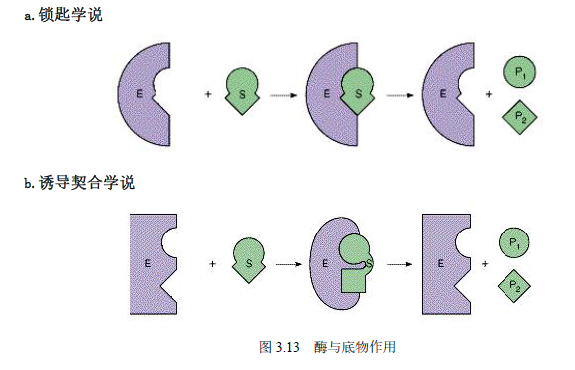 a. 锁匙学说
E + S E S E + P1 P2
b. 诱导契合学说
E + S E S E + P1 P2
图 3.13 酶与底物作用